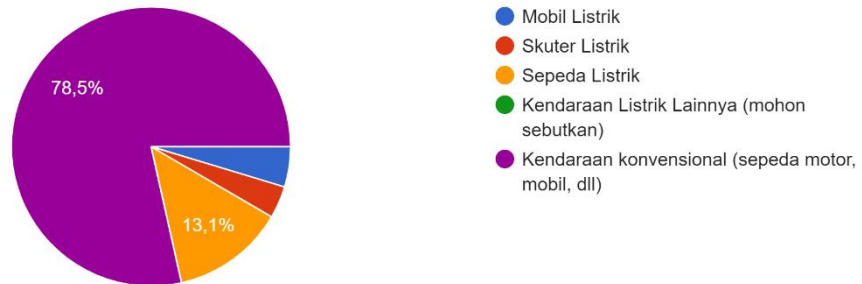 78,5%
13,1%
Mobil Listrik
Skuter Listrik
Sepeda Listrik
Kendaraan Listrik Lainnya (mohon
sebutkan)
Kendaraan konvensional (sepeda motor,
mobil, dll)